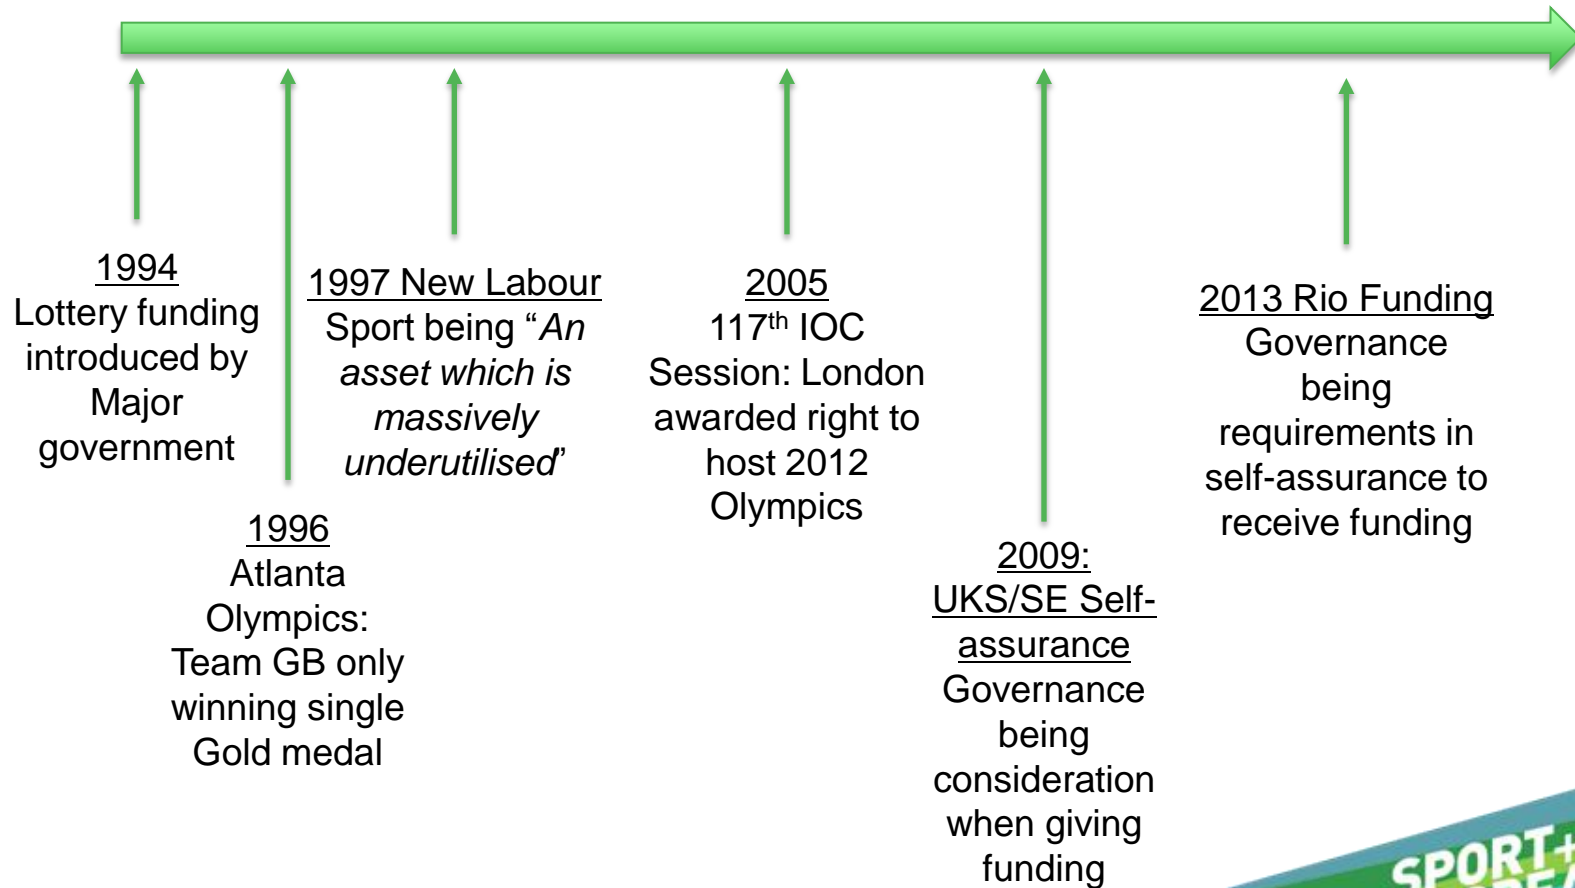 1994
Lottery funding
introduced by
Major
government
1996
Atlanta
Olympics:
Team GB only
winning single
Gold medal
1997 New Labour
Sport being “An
asset which is
massively
underutilised”
2005
117th IOC
Session: London
awarded right to
host 2012
Olympics
2009:
UKS/SE Self-
assurance
Governance
being
consideration
when giving
funding
2013 Rio Funding
Governance
being
requirements in
self-assurance to
receive funding
SPORT+